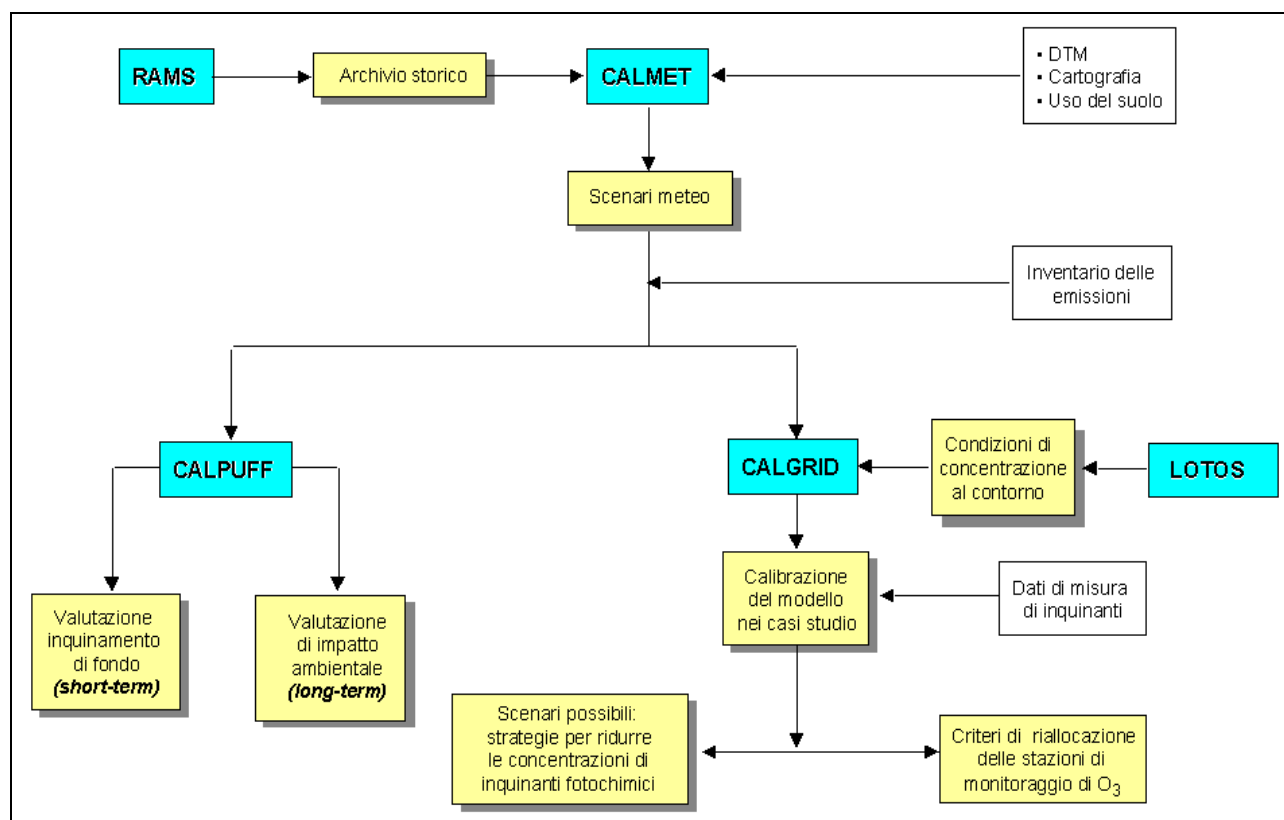 RAMS
Archivio storico
CALMET
▪ DTM
▪ Cartografia
▪ Uso del suolo
Scenari meteo
Inventario delle
emissioni
CALPUFF
CALGRID
Condizioni di
concentrazione
al contorno
LOTOS
Valutazione
inquinamento
di fondo
(short-term)
Valutazione
di impatto
ambientale
(long-term)
Calibrazione
del modello
nei casi studio
Dati di misura
di inquinanti
Scenari possibili:
strategie per ridurre
le concentrazioni di
inquinanti fotochimici
Criteri di riallocazione
delle stazioni di
monitoraggio di O₃